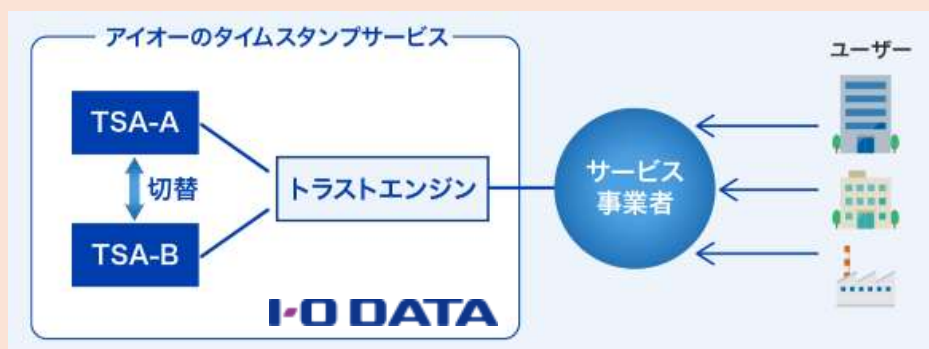 アイオーのタイムスタンプサービス
ユーザー
TSA-A
切替
TSA-B
トラストエンジン
サービス
事業者
I-O DATA